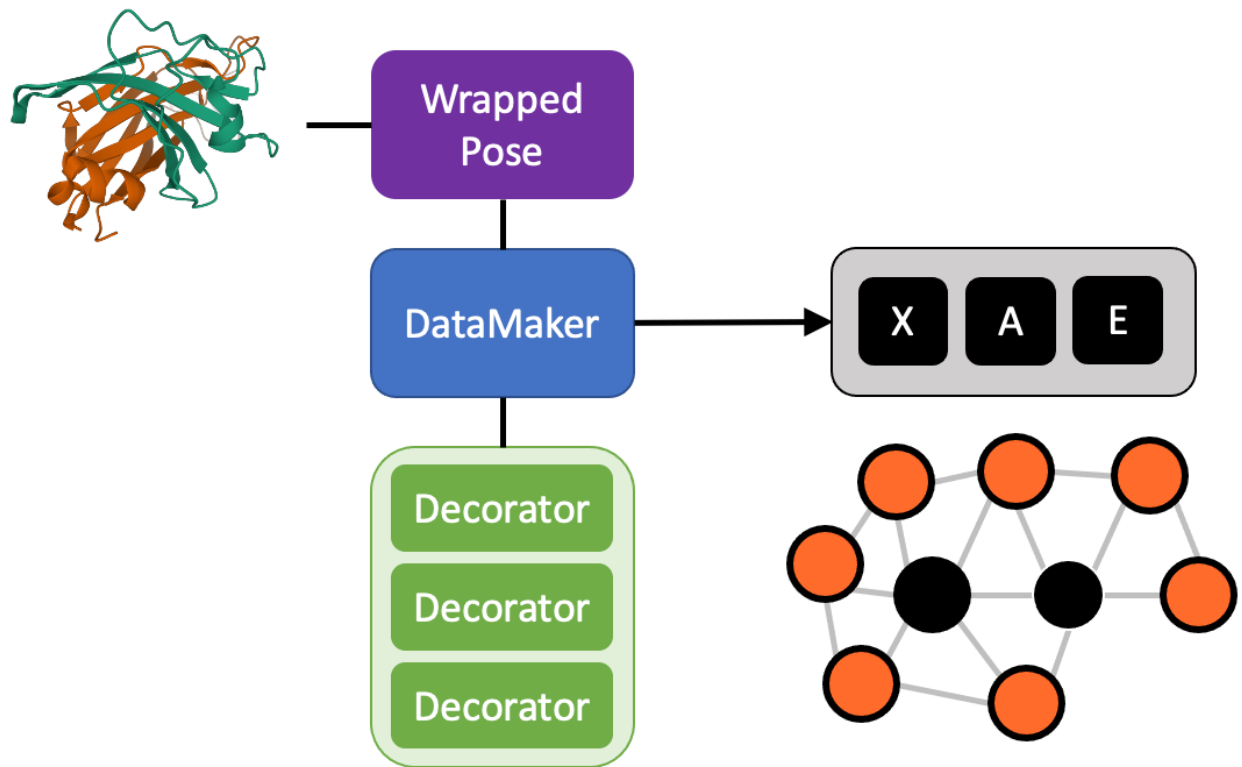 Wrapped
Pose
DataMaker
X A E
Decorator
Decorator
Decorator